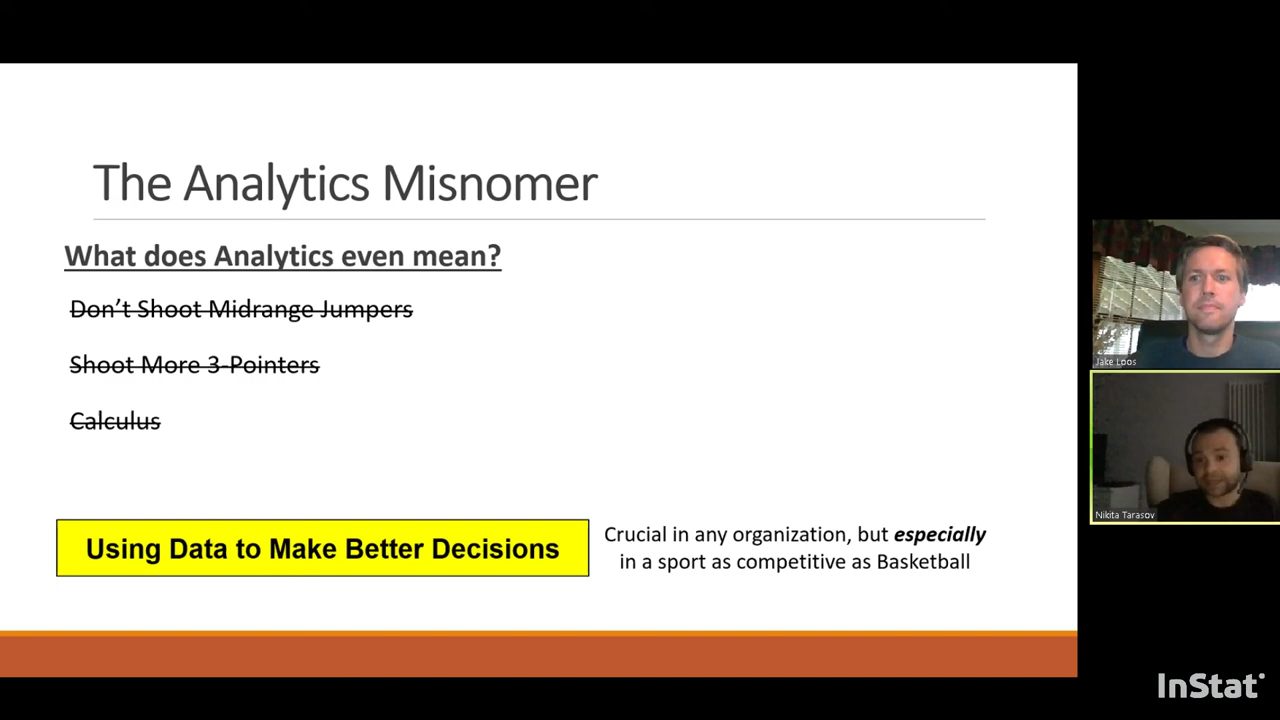 The Analytics Misnomer
What does Analytics even mean?
Don’t Shoot Midrange Jumpers
Shoot More 3-Pointers
Calculus
Using Data to Make Better Decisions
Crucial in any organization, but especially
in a sport as competitive as Basketball
Jake Loos
Nikita Tarasov
InStat